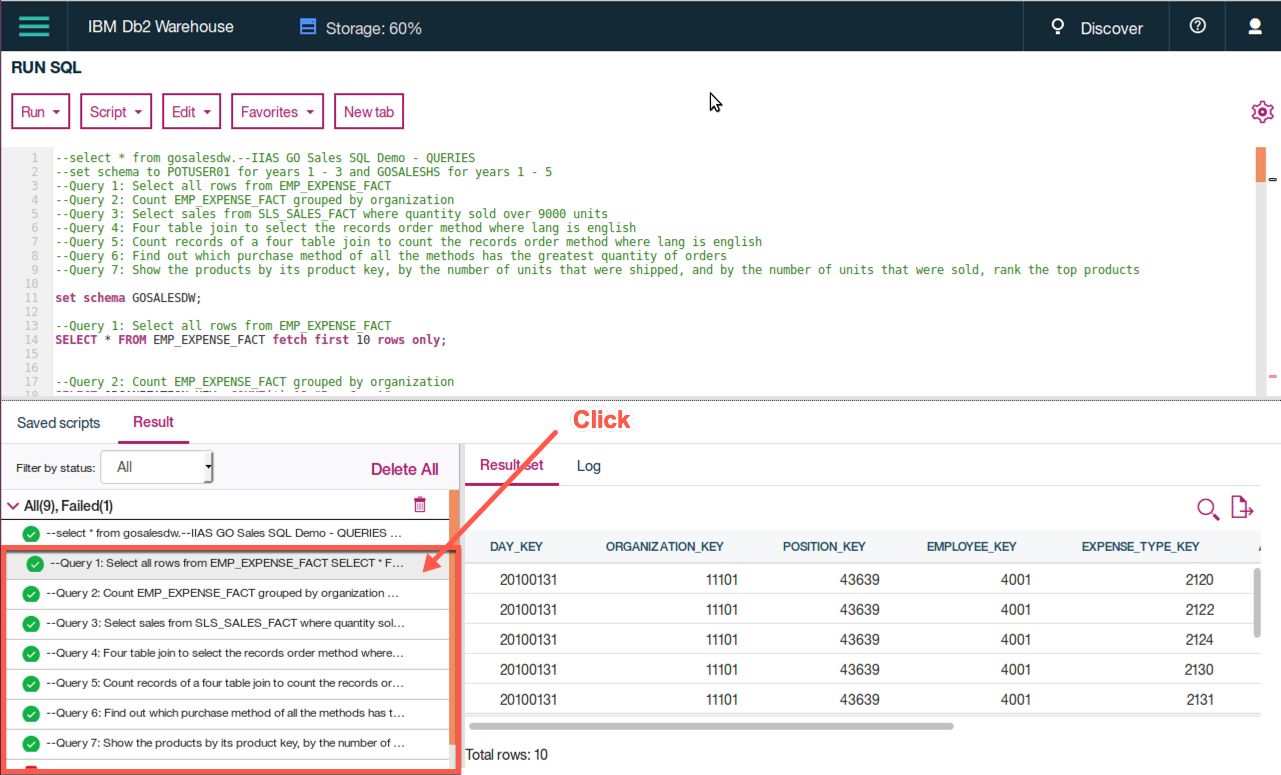 IBM Db2 Warehouse
Storage: 60%
Discover
RUN SQL
Run
Script
Edit
Favorites
New tab
1 --select * from gosalesdw.--IIAS GO Sales SQL Demo - QUERIES
2 --set schema to POTUSER01 for years 1 - 3 and GOSALESHS for years 1 - 5
3 --Query 1: Select all rows from EMP_EXPENSE_FACT
4 --Query 2: Count EMP_EXPENSE_FACT grouped by organization
5 --Query 3: Select sales from SLS_SALES_FACT where quantity sold over 9000 units
6 --Query 4: Four table join to select the records order method where lang is english
7 --Query 5: Count records of a four table join to count the records order method where lang is english
8 --Query 6: Find out which purchase method of all the methods has the greatest quantity of orders
9 --Query 7: Show the products by its product key, by the number of units that were shipped, and by the number of units that were sold, rank the top products
10
11 set schema GOSALESDW;
12
13 --Query 1: Select all rows from EMP_EXPENSE_FACT
14 SELECT * FROM EMP_EXPENSE_FACT fetch first 10 rows only;
15
16
17 --Query 2: Count EMP_EXPENSE_FACT grouped by organization
18
Saved scripts
Result
Click
Filter by status:
All
Delete All
All(9), Failed(1)
--select * from gosalesdw.--IIAS GO Sales SQL Demo - QUERIES ...
--Query 1: Select all rows from EMP_EXPENSE_FACT SELECT * F...
--Query 2: Count EMP_EXPENSE_FACT grouped by organization ...
--Query 3: Select sales from SLS_SALES_FACT where quantity sol...
--Query 4: Four table join to select the records order method where...
--Query 5: Count records of a four table join to count the records or...
--Query 6: Find out which purchase method of all the methods has t...
--Query 7: Show the products by its product key, by the number of ...
Result set
Log
DAY_KEY ORGANIZATION_KEY POSITION_KEY EMPLOYEE_KEY EXPENSE_TYPE_KEY
20100131 11101 43639 4001 2120
20100131 11101 43639 4001 2122
20100131 11101 43639 4001 2124
20100131 11101 43639 4001 2130
20100131 11101 43639 4001 2131
Total rows: 10